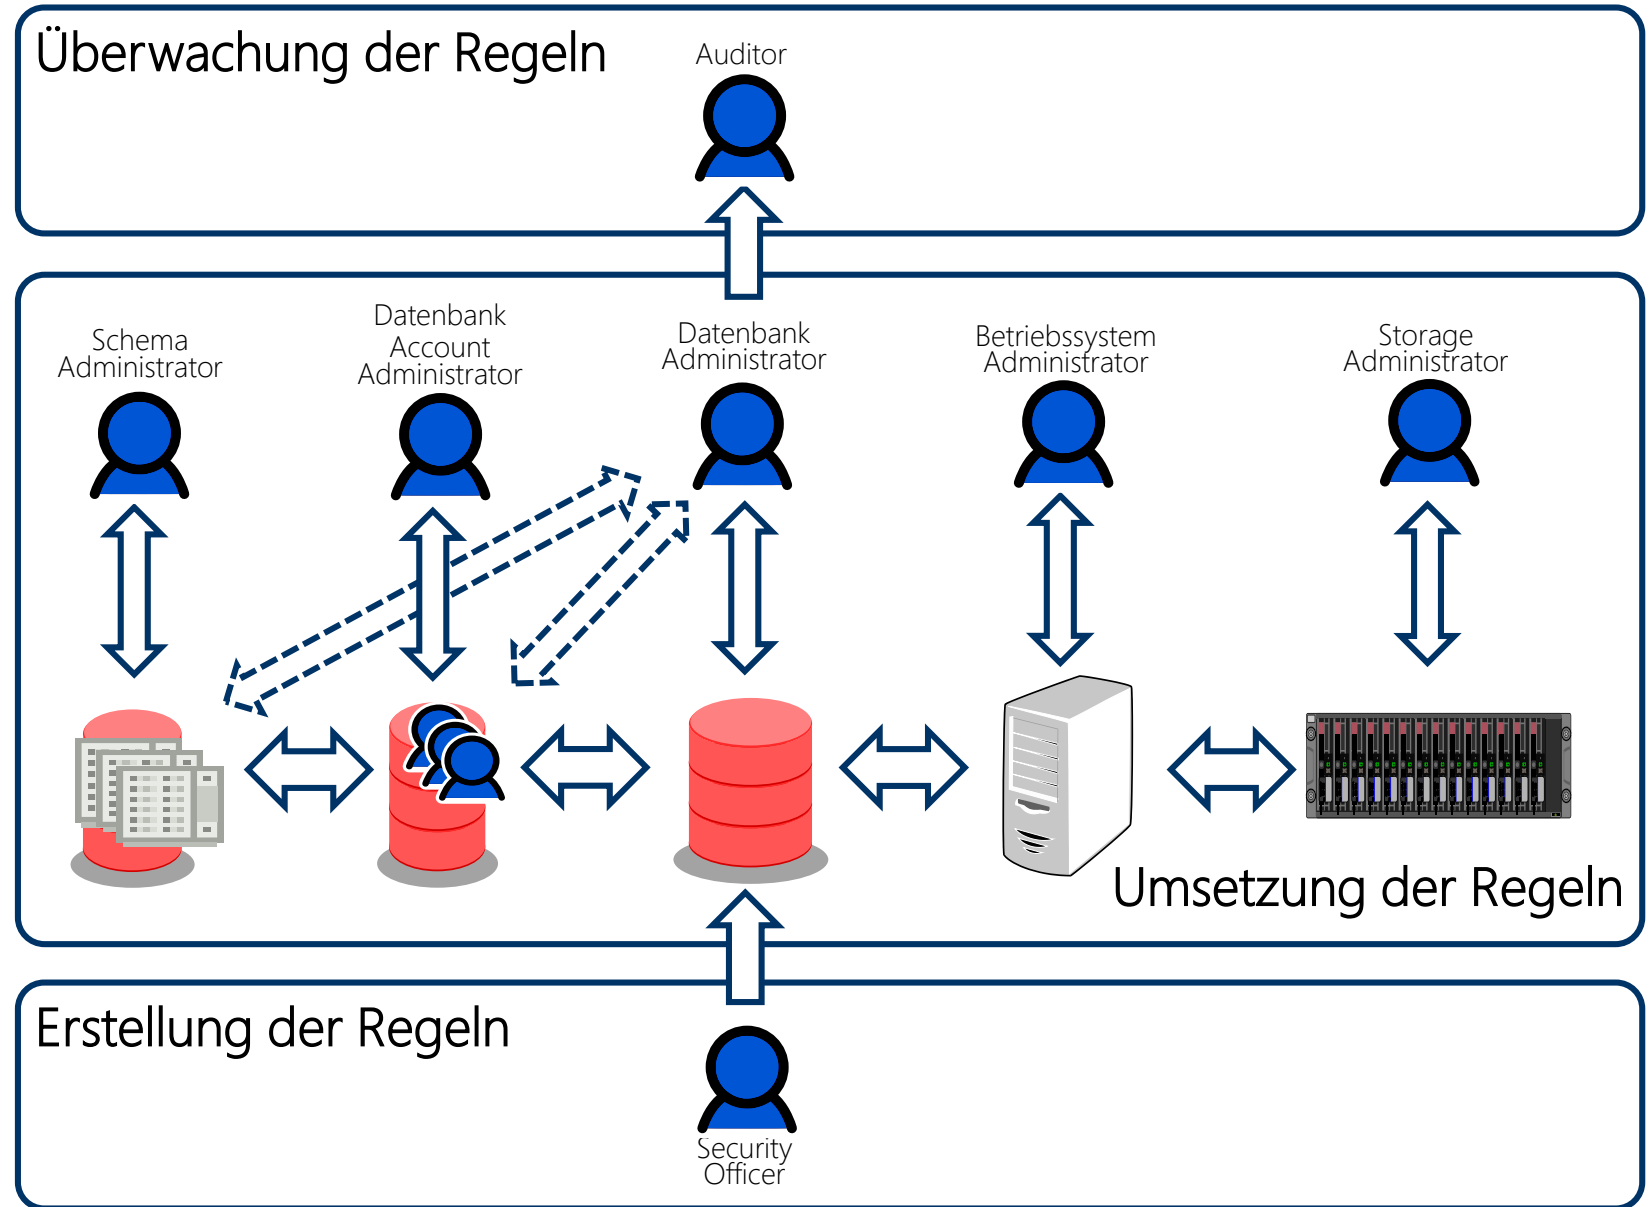 Überwachung der Regeln
Auditor
Schema
Administrator
Datenbank
Account
Administrator
Datenbank
Administrator
Betriebssystem
Administrator
Storage
Administrator
Umsetzung der Regeln
Erstellung der Regeln
Security
Officer